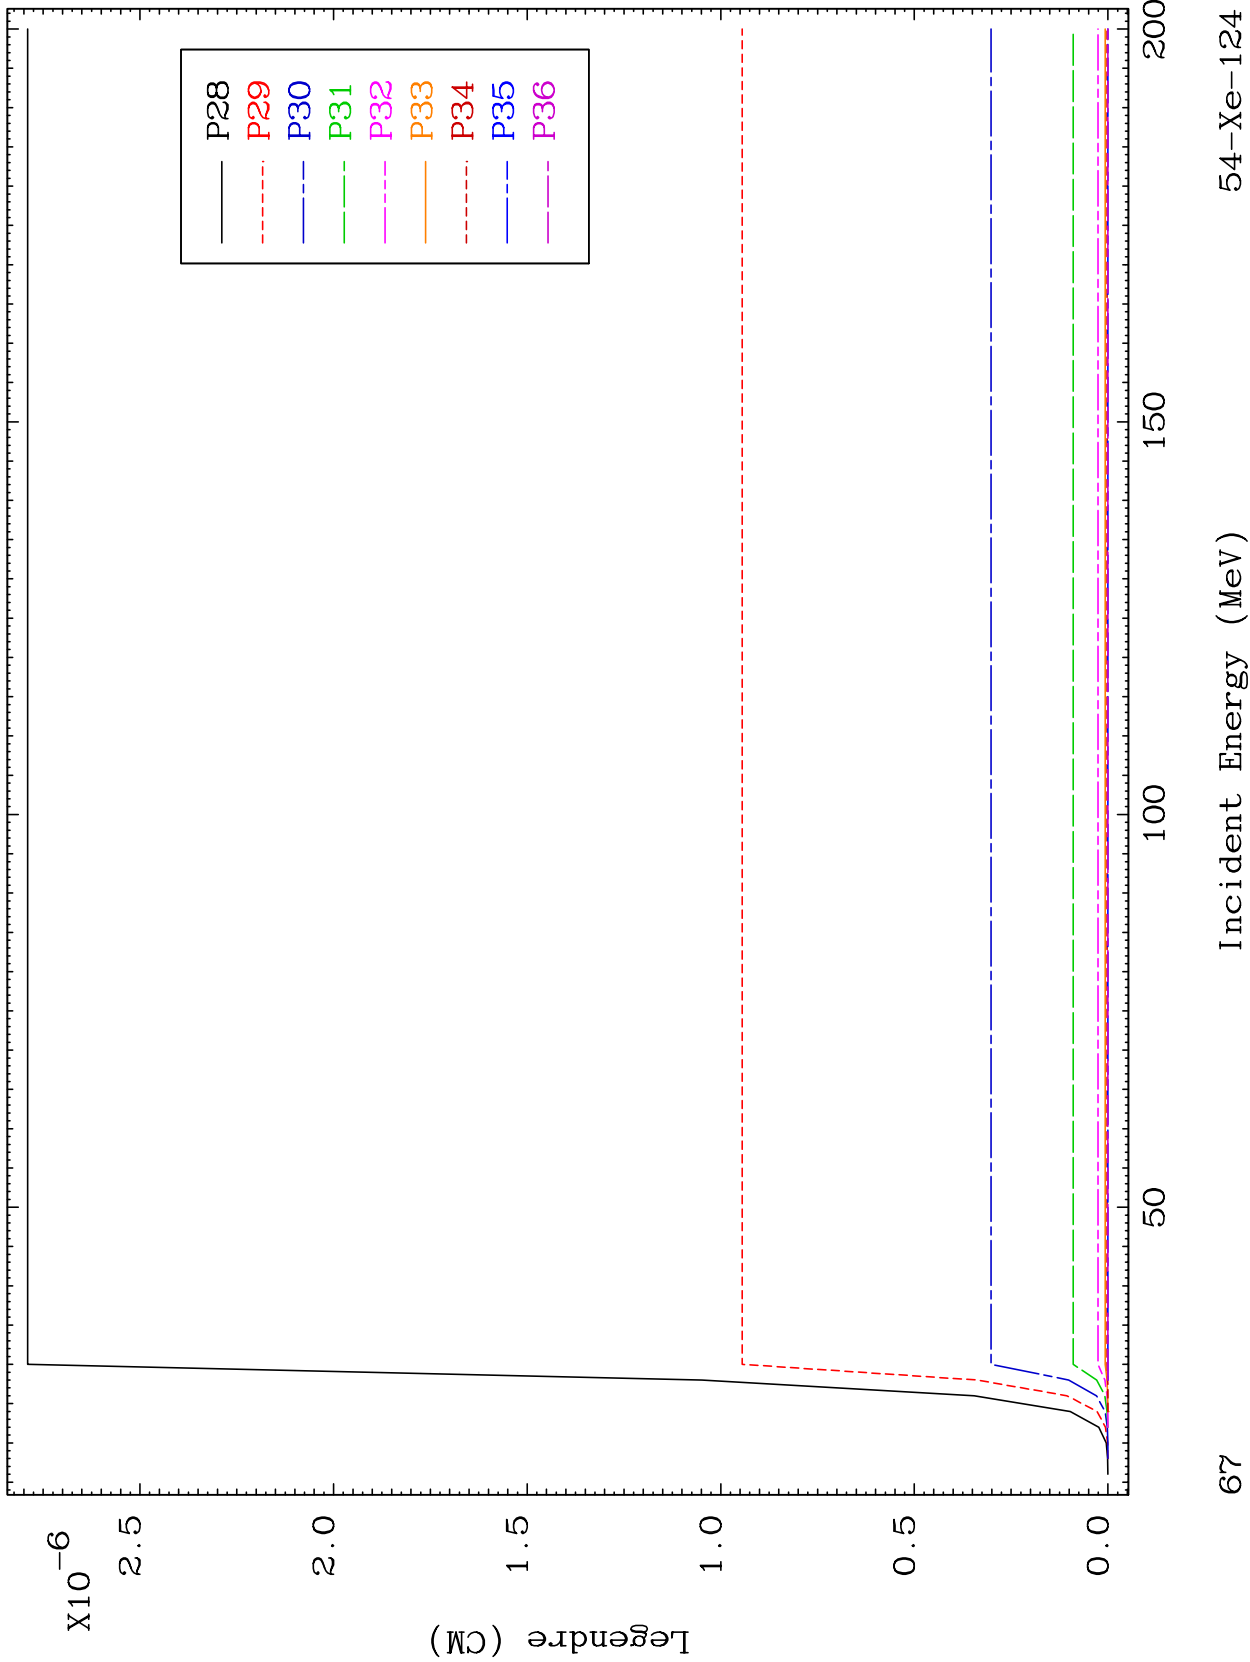 X10-6
2.5
2.0
1.5
1.0
0.5
0.0
Legendre (CM)
P28
P29
P30
P31
P32
P33
P34
P35
P36
50
100
150
200
Incident Energy (MeV)
67
54-Xe-124